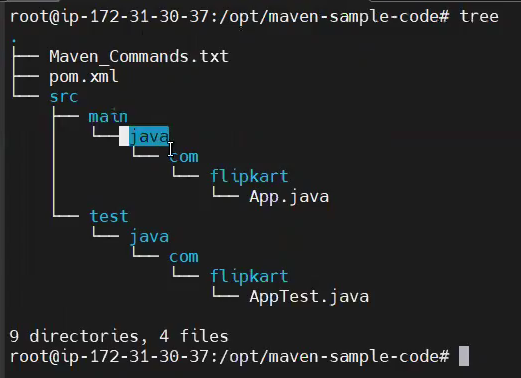 root@ip-172-31-30-37:/opt/maven-sample-code# tree
.
├── Maven_Commands.txt
├── pom.xml
└── src
    ├── main
    │   └── java
    │       └── com
    │           └── flipkart
    │               └── App.java
    └── test
        └── java
            └── com
                └── flipkart
                    └── AppTest.java

9 directories, 4 files
root@ip-172-31-30-37:/opt/maven-sample-code#